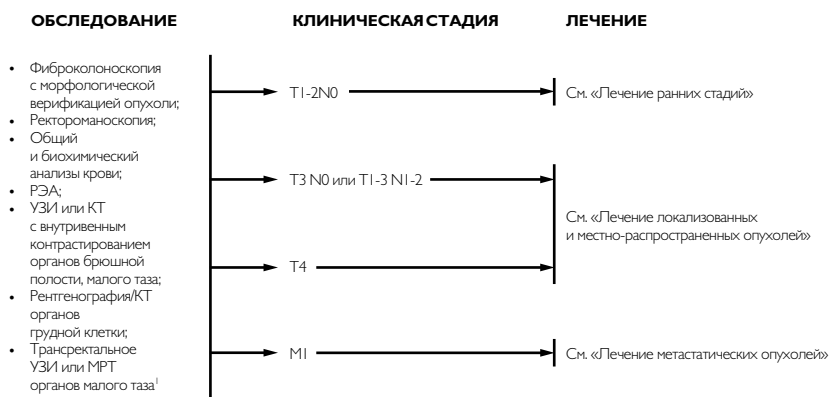 ОБСЛЕДОВАНИЕ
КЛИНИЧЕСКАЯ СТАДИЯ
ЛЕЧЕНИЕ
• Фиброколоноскопия
с морфологической
верификацией опухоли;
• Ректороманоскопия;
• Общий
и биохимический
анализы крови;
• РЭА;
• УЗИ или КТ
с внутривенным
контрастированием
органов брюшной
полости, малого таза;
• Рентгенография/КТ
органов
грудной клетки;
• Трансректальное
УЗИ или МРТ
органов малого таза¹
T1-2N0
См. «Лечение ранних стадий»
T3 N0 или T1-3 N1-2
T4
См. «Лечение локализованных
и местно-распространенных опухолей»
M1
См. «Лечение метастатических опухолей»